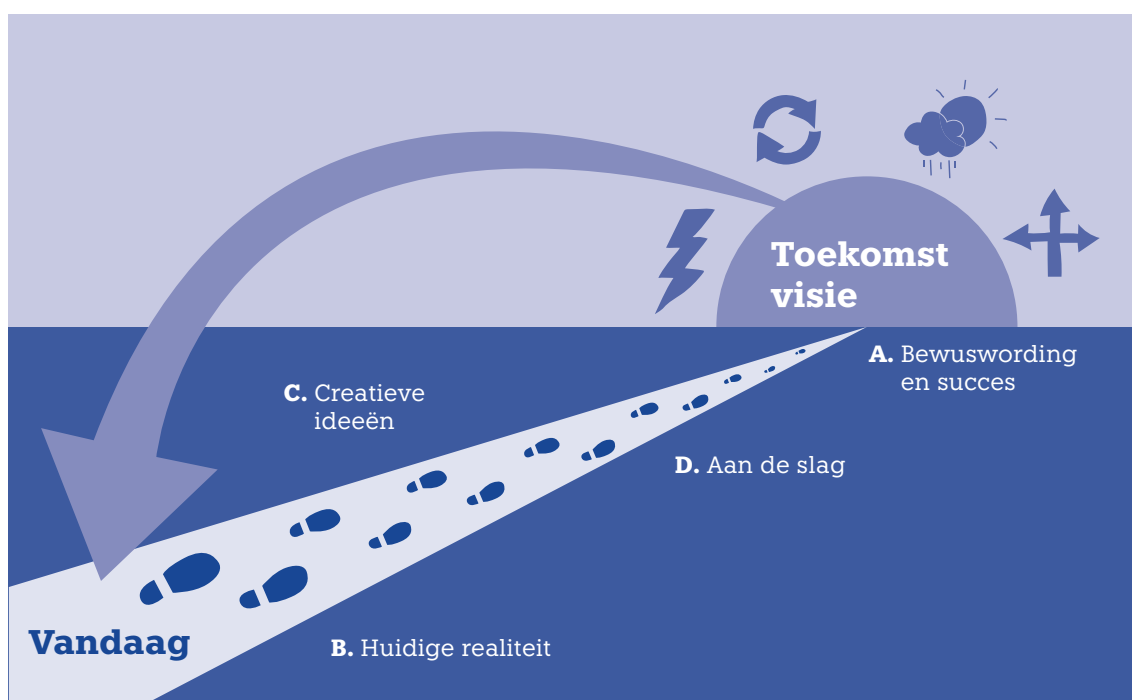 Toekomst
visie
A. Bewuswording
en succes
C. Creatieve
ideeën
D. Aan de slag
Vandaag
B. Huidige realiteit